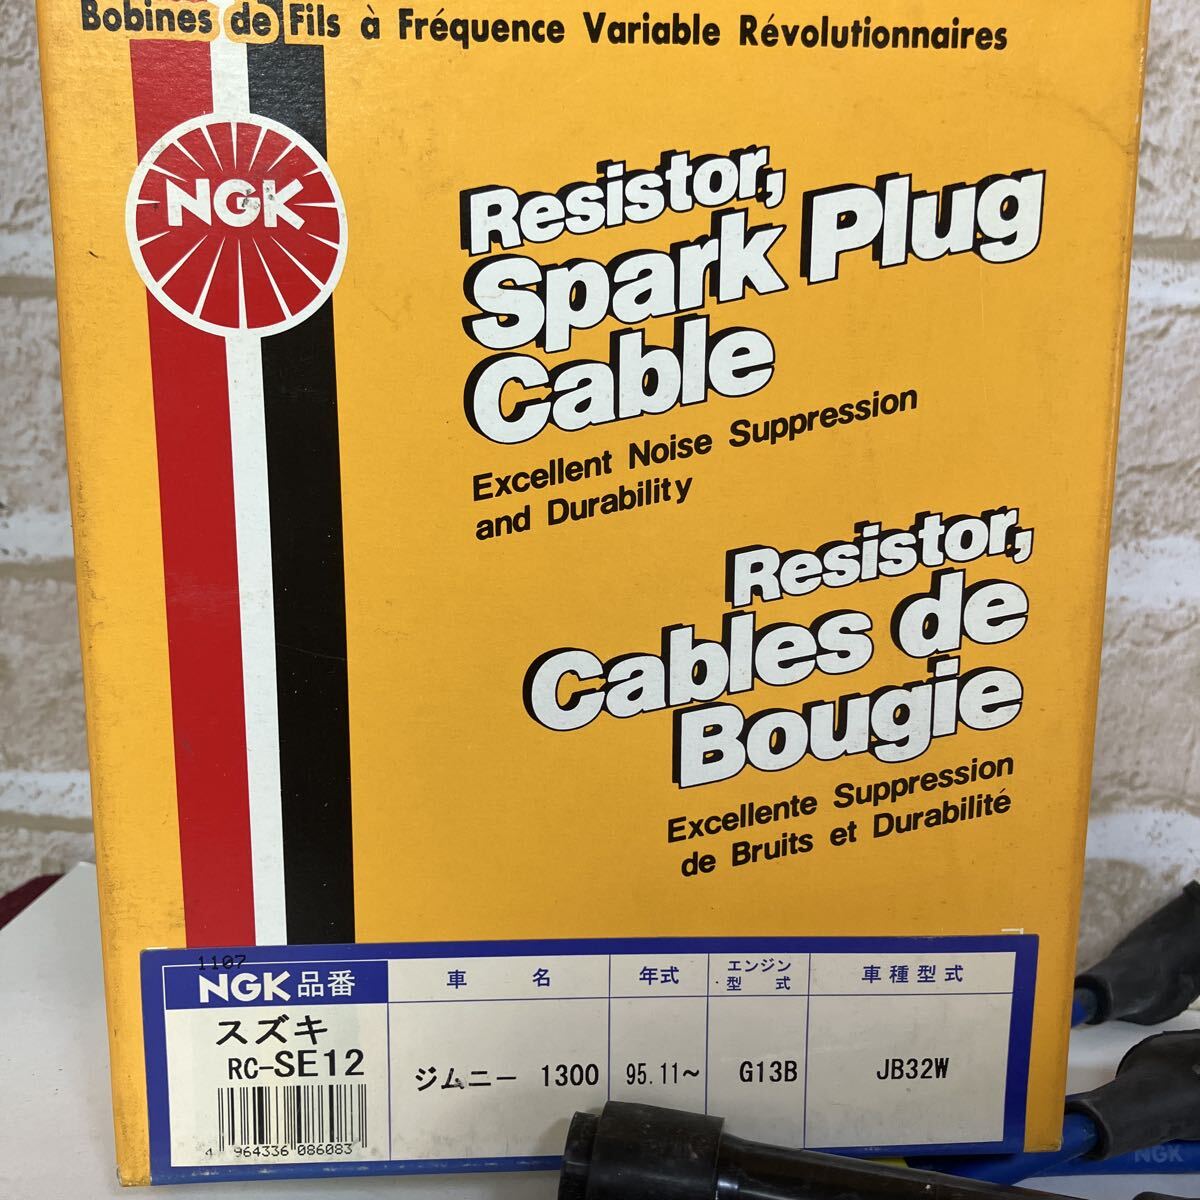 Bobines de Fils à Fréquence Variable Révolutionnaires
NGK
Resistor,
Spark Plug
Cable
Excellent Noise Suppression
and Durability
Resistor,
Cables de
Bougie
Excellente Suppression
de Bruits et Durabilité
1107
NGK品番
車 名
年式
エンジン
型 式
車種型式
スズキ
RC-SE12
ジムニー 1300
95.11〜
G13B
JB32W
4 964336 086083
NGK